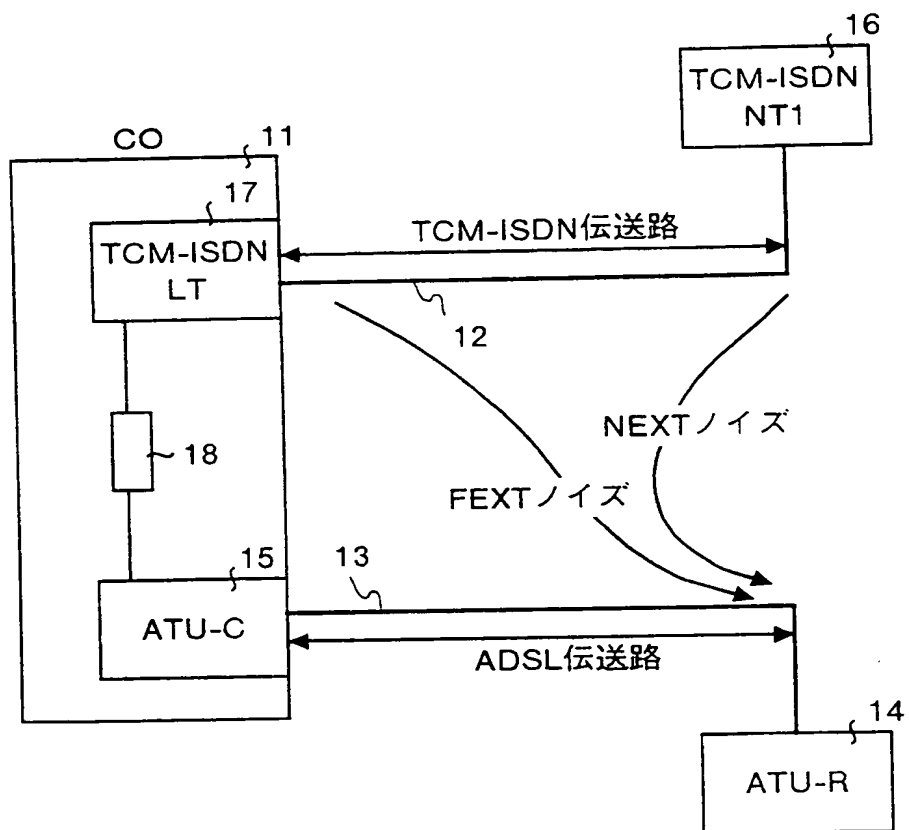 16
TCM-ISDN
NT1
CO
11
17
TCM-ISDN
LT
TCM-ISDN伝送路
12
NEXTノイズ
18
FEXTノイズ
15
13
ATU-C
ADSL伝送路
14
ATU-R